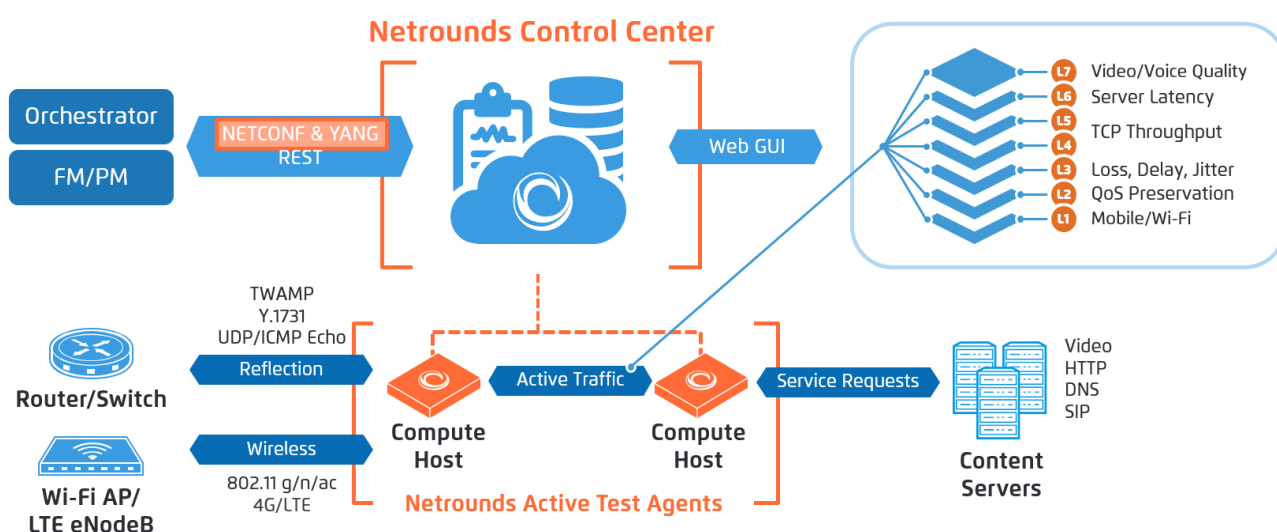 Netrounds Control Center
Orchestrator
FM/PM
NETCONF & YANG
REST
Web GUI
L7 Video/Voice Quality
L6 Server Latency
L5
TCP Throughput
L4
L3 Loss, Delay, Jitter
L2 QoS Preservation
L1 Mobile/Wi-Fi
TWAMP
Y.1731
UDP/ICMP Echo
Reflection
Router/Switch
Wireless
802.11 g/n/ac
4G/LTE
Wi-Fi AP/
LTE eNodeB
Active Traffic
Compute
Host
Compute
Host
Netrounds Active Test Agents
Service Requests
Video
HTTP
DNS
SIP
Content
Servers